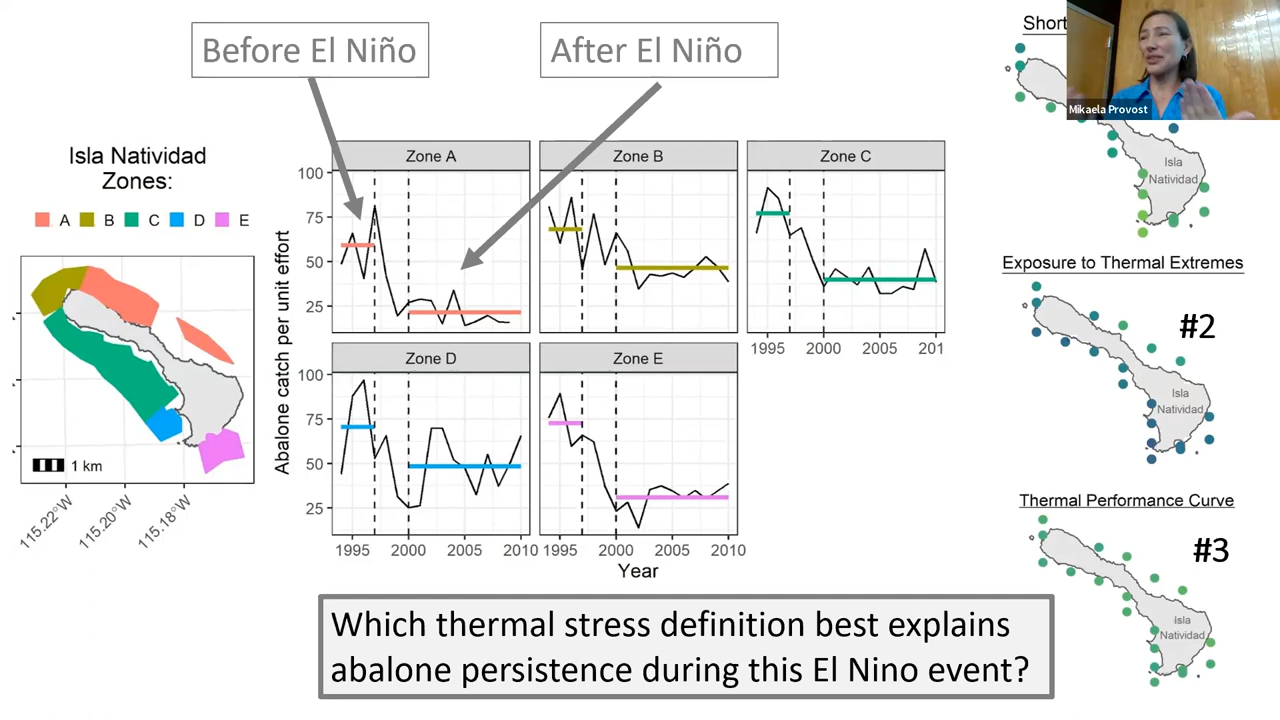 Before El Niño
After El Niño
Short
Mikaela Provost
Isla Natividad
Zones:
A B C D E
1 km
115.22°W
115.20°W
115.18°W
Abalone catch per unit effort
Zone A
Zone B
Zone C
100
75
50
25
1995 2000 2005 201
Zone D
Zone E
100
75
50
25
1995 2000 2005 2010
1995 2000 2005 2010
Year
Isla
Natividad
Exposure to Thermal Extremes
#2
Isla
Natividad
Thermal Performance Curve
#3
Isla
Natividad
Which thermal stress definition best explains
abalone persistence during this El Nino event?